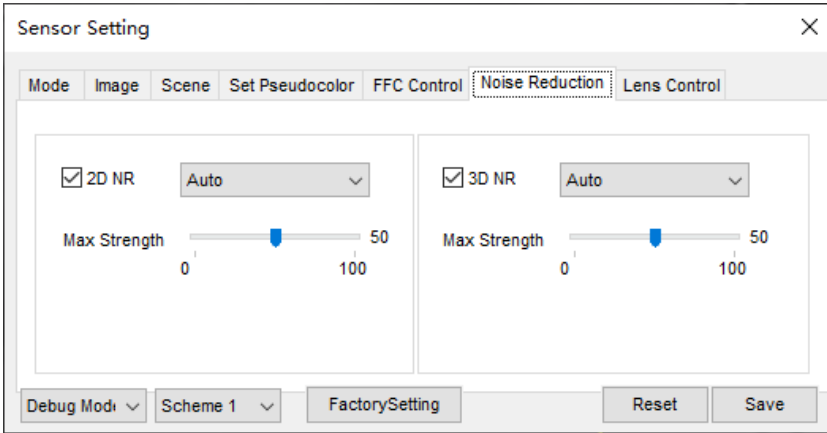 Sensor Setting
Mode Image Scene Set Pseudocolor FFC Control Noise Reduction Lens Control
2D NR Auto 3D NR Auto
Max Strength 50 Max Strength 50
0 100 0 100
Debug Mod Scheme 1 FactorySetting Reset Save